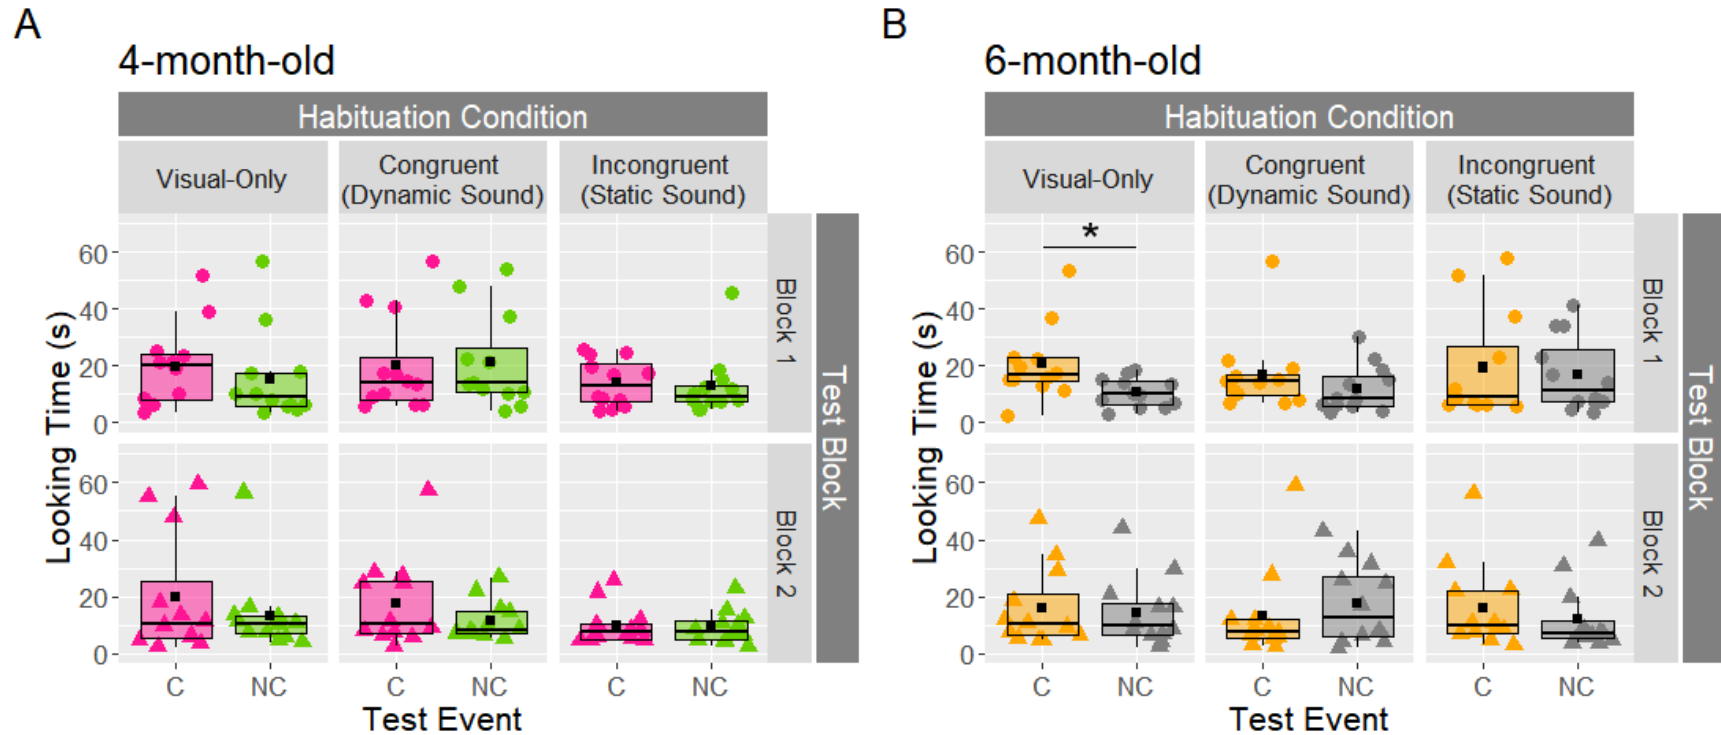 A
4-month-old
Habituation Condition
Visual-Only
Congruent
(Dynamic Sound)
Incongruent
(Static Sound)
Looking Time (s)
60
40
20
0
Block 1
60
40
20
0
Block 2
Test Block
C
NC
C
NC
C
NC
Test Event
B
6-month-old
Habituation Condition
Visual-Only
Congruent
(Dynamic Sound)
Incongruent
(Static Sound)
Looking Time (s)
60
40
20
0
*
Block 1
60
40
20
0
Block 2
Test Block
C
NC
C
NC
C
NC
Test Event